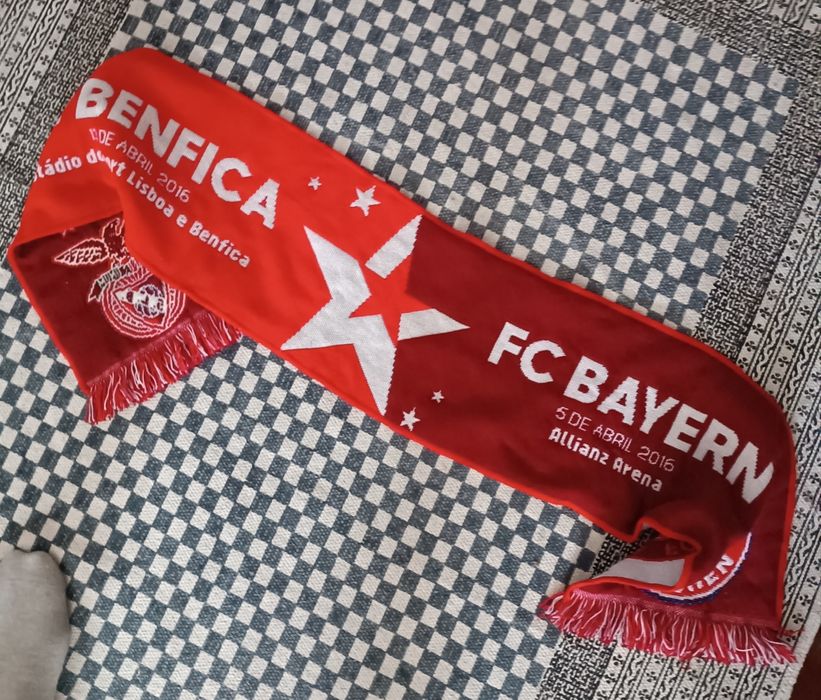 BENFICA
DE ABRIL 2016
Lisboa e Benfica
FC BAYERN
5 DE ABRIL 2016
Allianz Arena